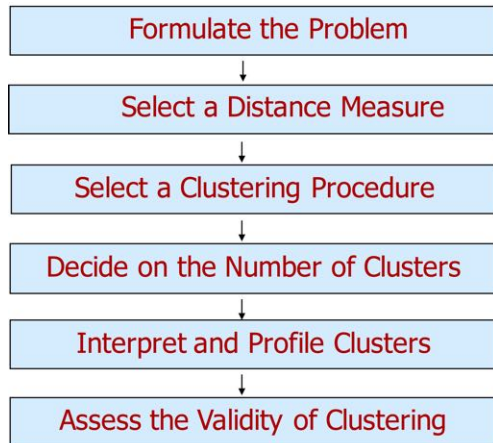 Formulate the Problem
Select a Distance Measure
Select a Clustering Procedure
Decide on the Number of Clusters
Interpret and Profile Clusters
Assess the Validity of Clustering